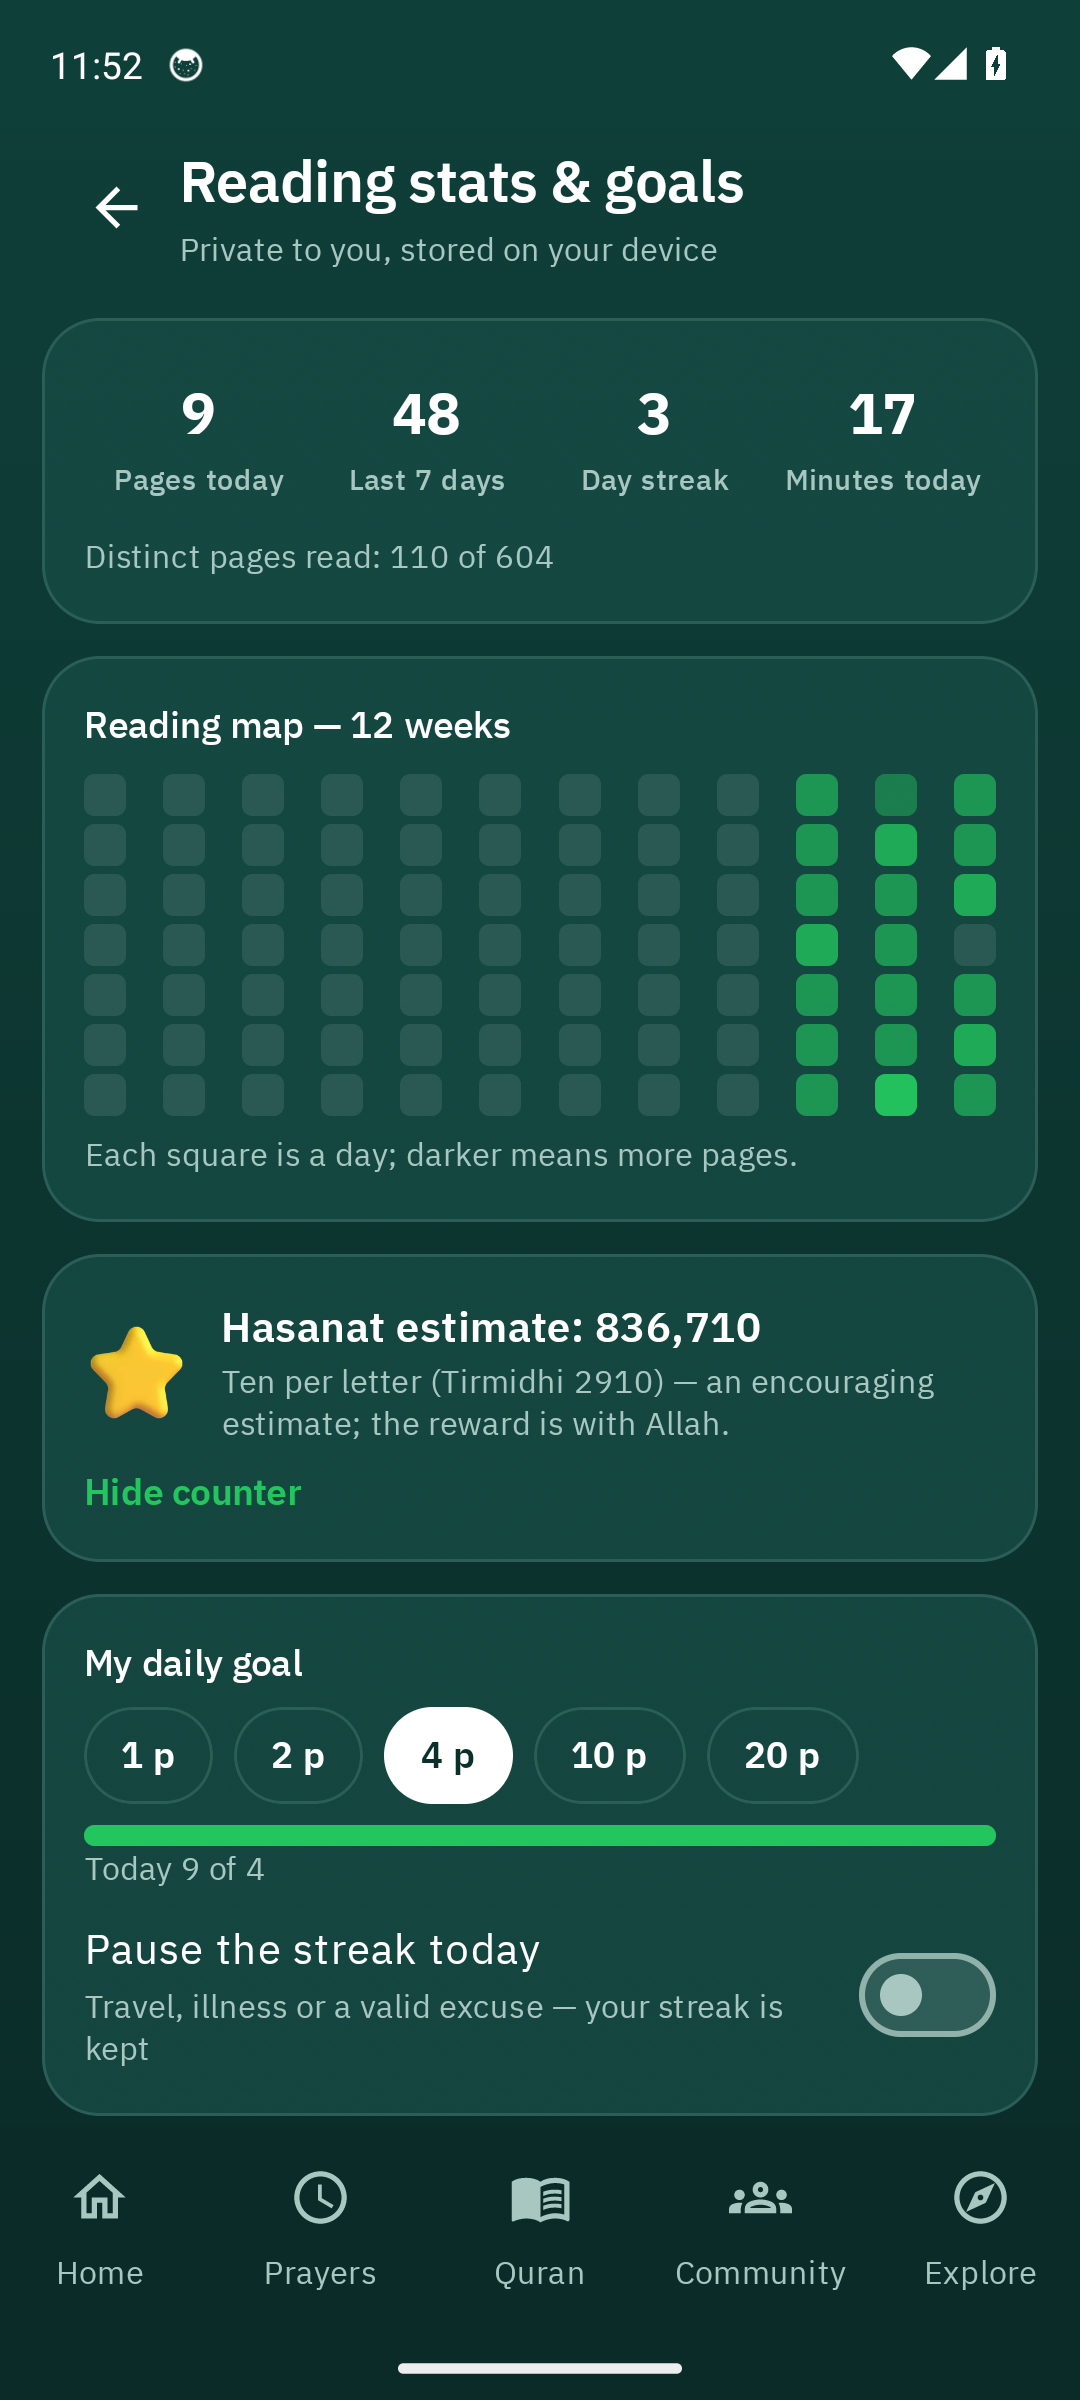 11:52
Reading stats & goals
Private to you, stored on your device
9 48 3 17
Pages today Last 7 days Day streak Minutes today
Distinct pages read: 110 of 604
Reading map — 12 weeks
Each square is a day; darker means more pages.
Hasanat estimate: 836,710
Ten per letter (Tirmidhi 2910) — an encouraging
estimate; the reward is with Allah.
Hide counter
My daily goal
1 p 2 p 4 p 10 p 20 p
Today 9 of 4
Pause the streak today
Travel, illness or a valid excuse — your streak is
kept
Home Prayers Quran Community Explore